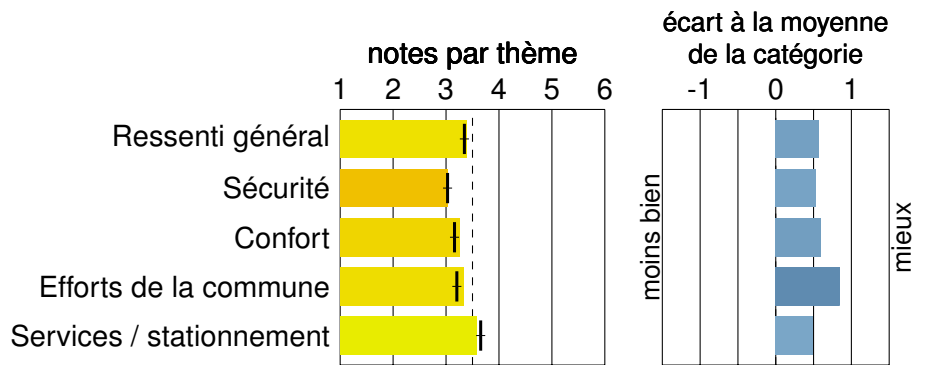 notes par thème
1 2 3 4 5 6
Ressenti général
Sécurité
Confort
Efforts de la commune
Services / stationnement
écart à la moyenne
de la catégorie
-1 0 1
moins bien
mieux